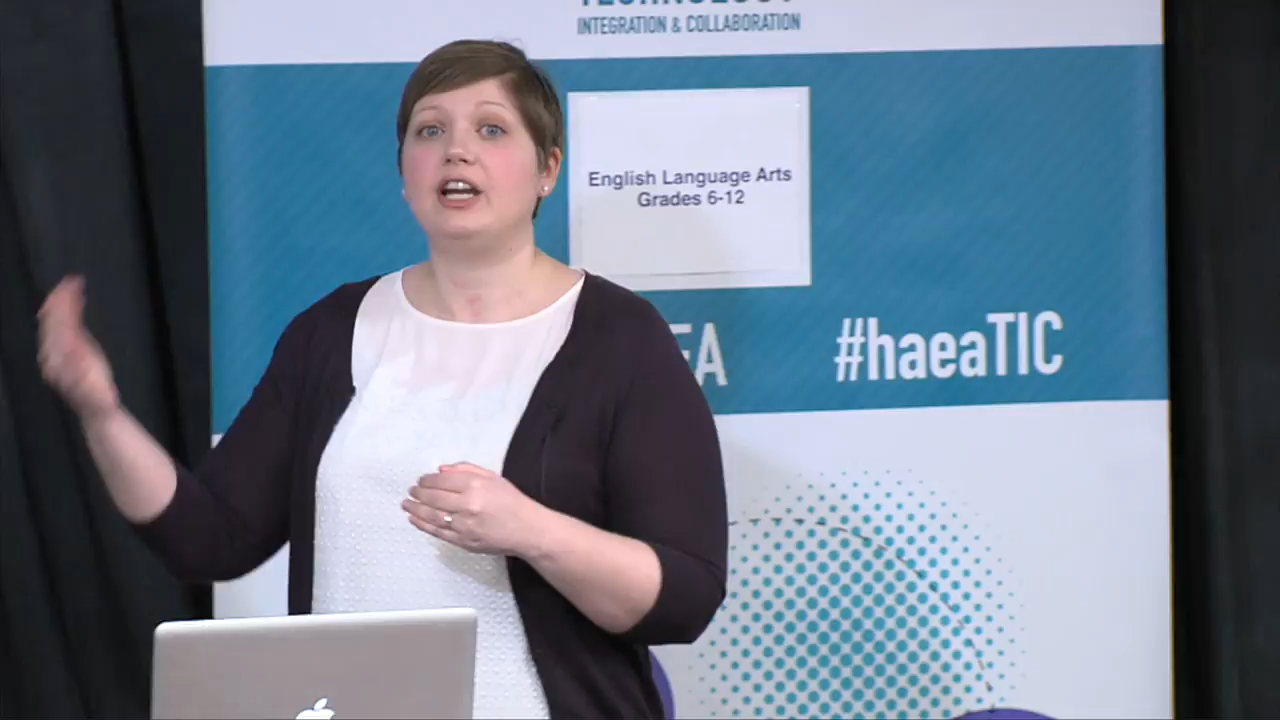 INTEGRATION & COLLABORATION
English Language Arts
Grades 6-12
#haeaTIC